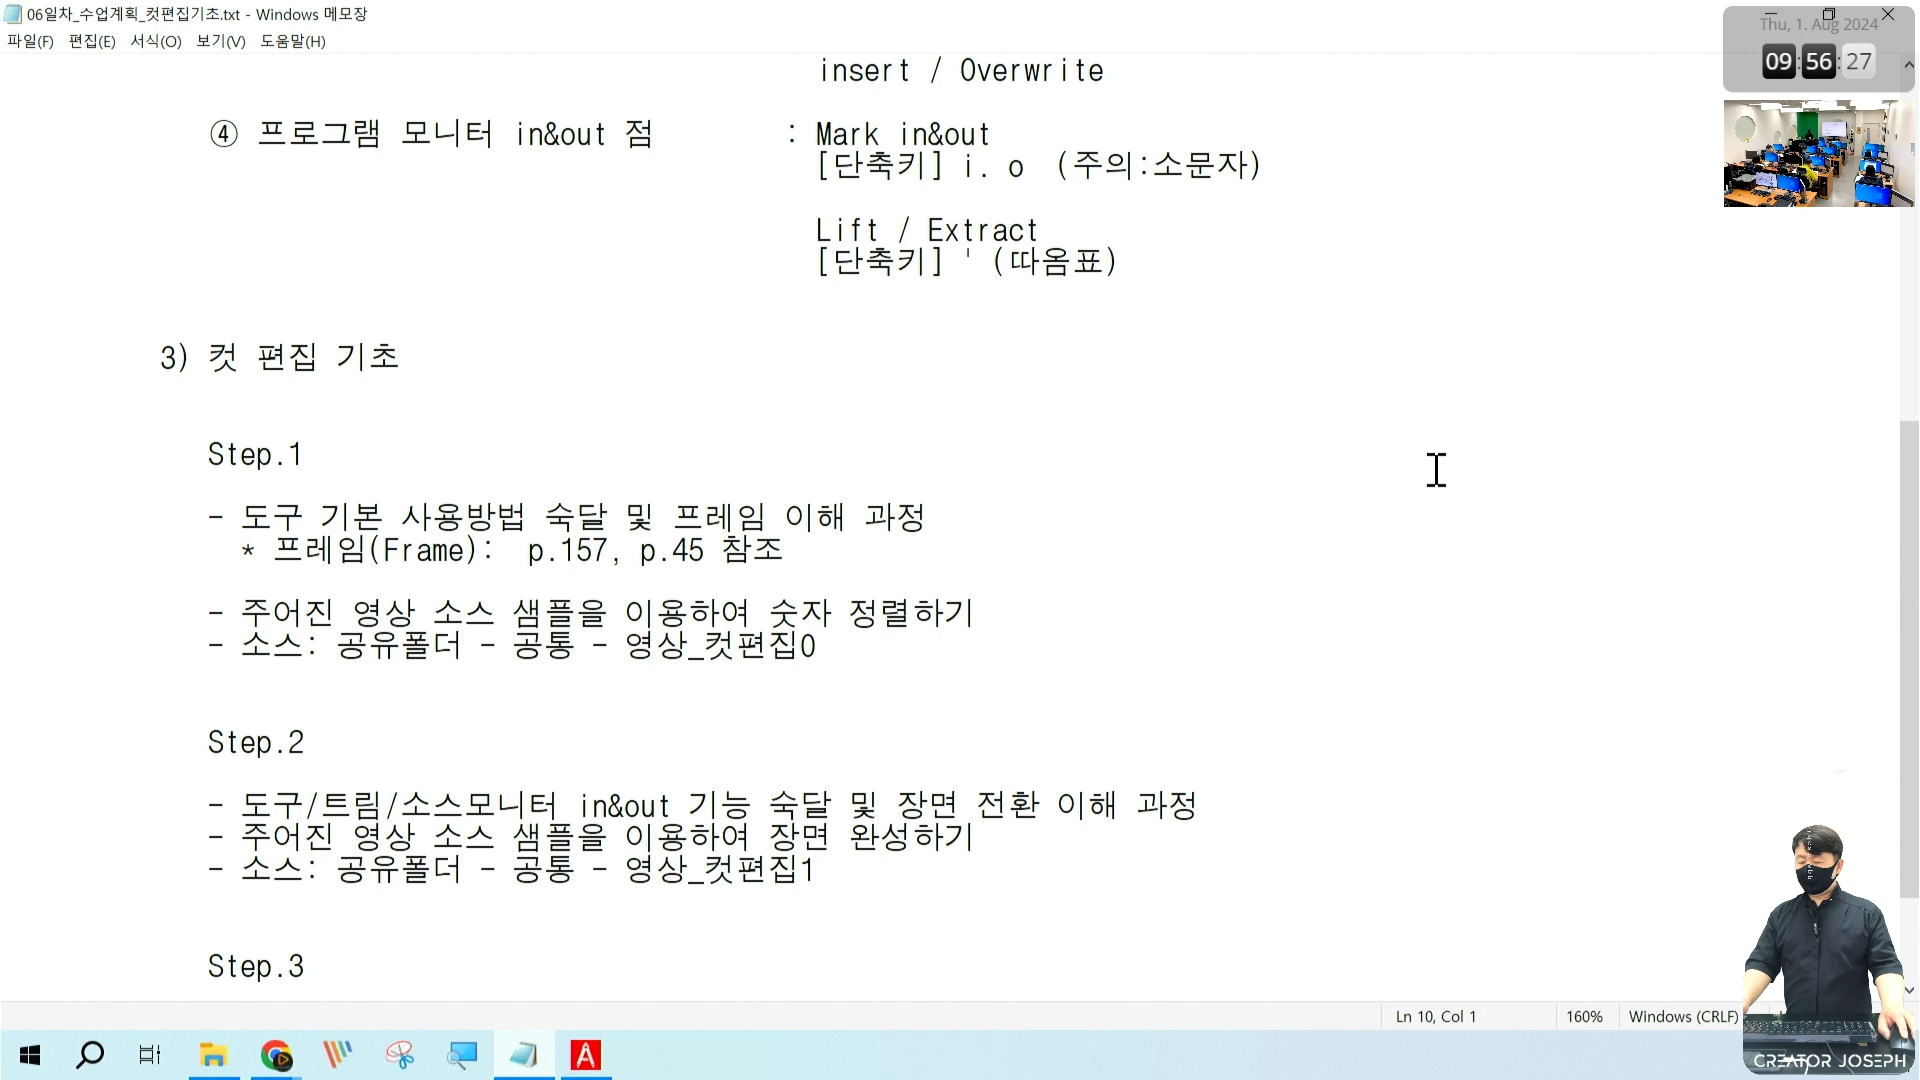 06일차_수업계획_컷편집기초.txt - Windows 메모장
파일(F) 편집(E) 서식(O) 보기(V) 도움말(H)
Thu, 1. Aug 2024
09:56:27
insert / Overwrite
④ 프로그램 모니터 in&out 점 : Mark in&out
[단축키] i. o (주의:소문자)
Lift / Extract
[단축키] ' (따옴표)
3) 컷 편집 기초
Step.1
- 도구 기본 사용방법 숙달 및 프레임 이해 과정
* 프레임(Frame): p.157, p.45 참조
- 주어진 영상 소스 샘플을 이용하여 숫자 정렬하기
- 소스: 공유폴더 - 공통 - 영상_컷편집0
Step.2
- 도구/트림/소스모니터 in&out 기능 숙달 및 장면 전환 이해 과정
- 주어진 영상 소스 샘플을 이용하여 장면 완성하기
- 소스: 공유폴더 - 공통 - 영상_컷편집1
Step.3
Ln 10, Col 1 160% Windows (CRLF)
CREATOR JOSEPH